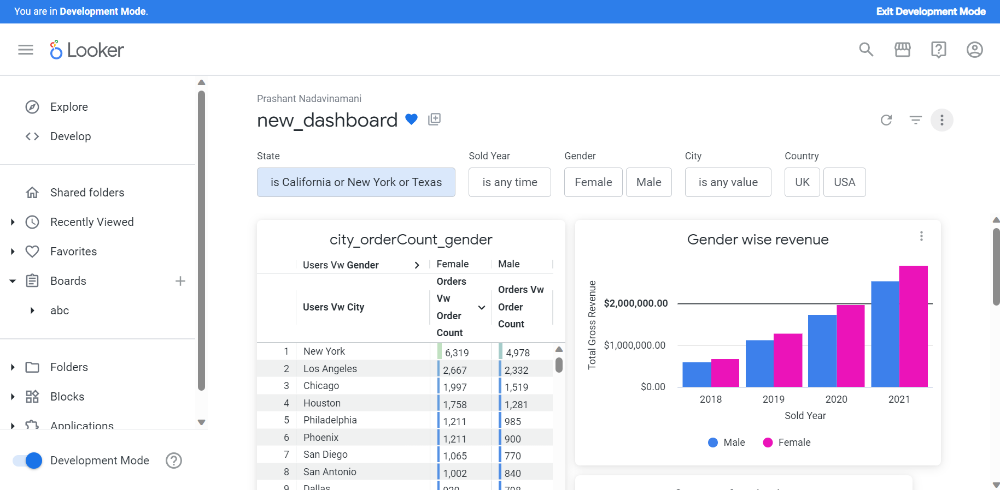 You are in Development Mode.
Exit Development Mode
Looker
Explore
Develop
Shared folders
Recently Viewed
Favorites
Boards
abc
Folders
Blocks
Applications
Development Mode
Prashant Nadavinamani
new_dashboard
State
Sold Year
Gender
City
Country
is California or New York or Texas
is any time
Female
Male
is any value
UK
USA
city_orderCount_gender
Users Vw Gender
Female
Male
Users Vw City
Orders
Vw
Order
Count
Orders Vw
Order
Count
1 New York 6,319 4,978
2 Los Angeles 2,667 2,332
3 Chicago 1,997 1,519
4 Houston 1,758 1,281
5 Philadelphia 1,211 985
6 Phoenix 1,211 900
7 San Diego 1,065 770
8 San Antonio 1,002 840
9 Dallas
Gender wise revenue
Total Gross Revenue
$2,000,000.00
$1,000,000.00
$0.00
2018 2019 2020 2021
Sold Year
Male Female